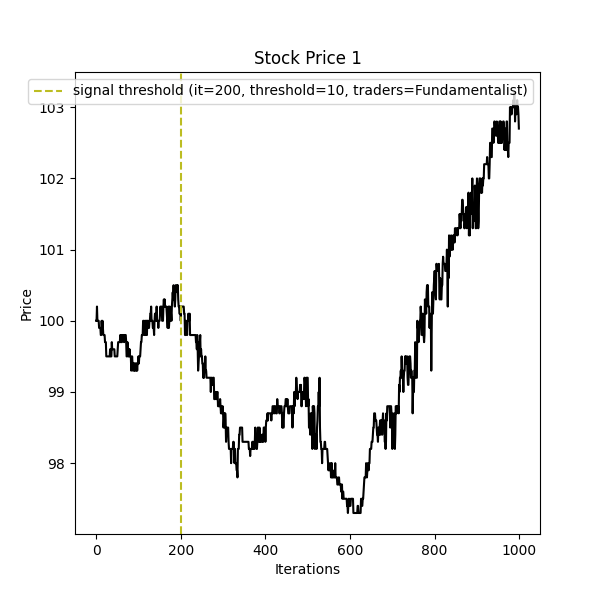 Stock Price 1
signal threshold (it=200, threshold=10, traders=Fundamentalist)
103
102
101
100
99
98
Price
0 200 400 600 800 1000
Iterations